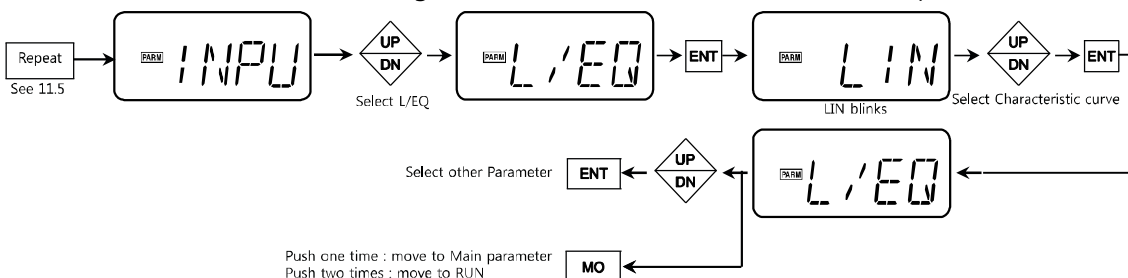 Repeat
See 11.5
PARM INPU
UP
DN
Select L/EQ
PARM L/EQ
ENT
PARM LIN
LIN blinks
UP
DN
Select Characteristic curve
ENT
Select other Parameter
ENT
UP
DN
PARM L/EQ
Push one time : move to Main parameter
Push two times : move to RUN
MO